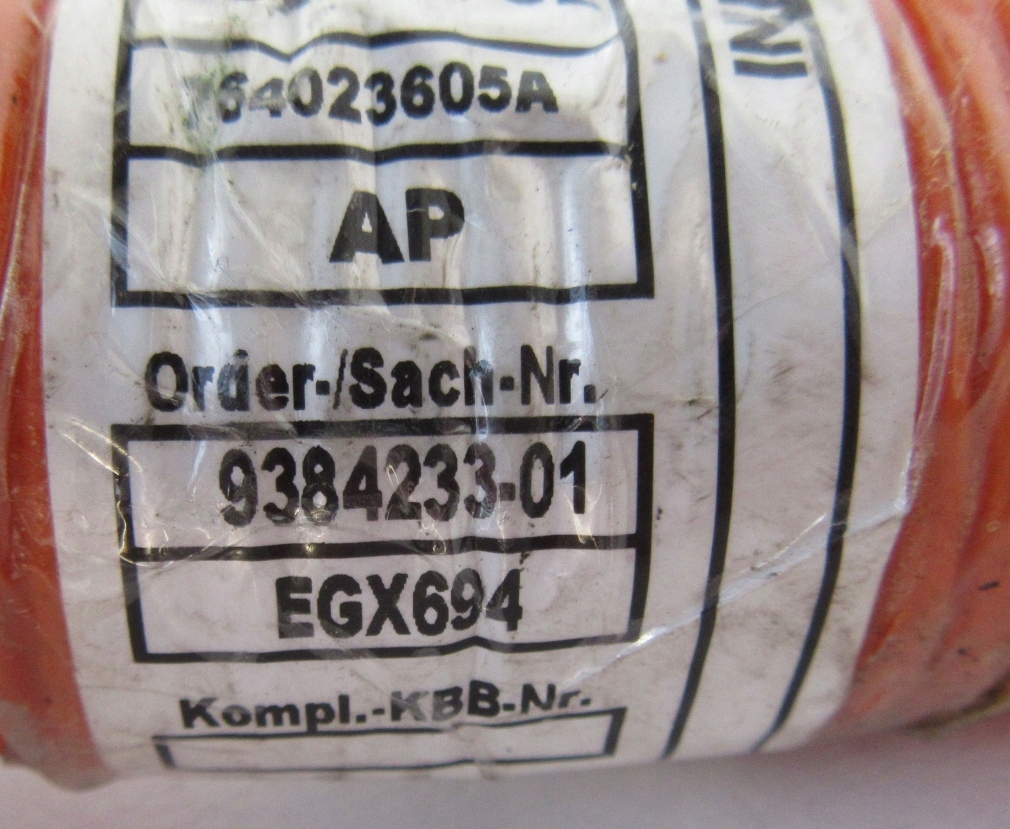 64023605A
AP
Order-/Sach-Nr.
9384233-01
EGX694
Kompl.-KBB-Nr.